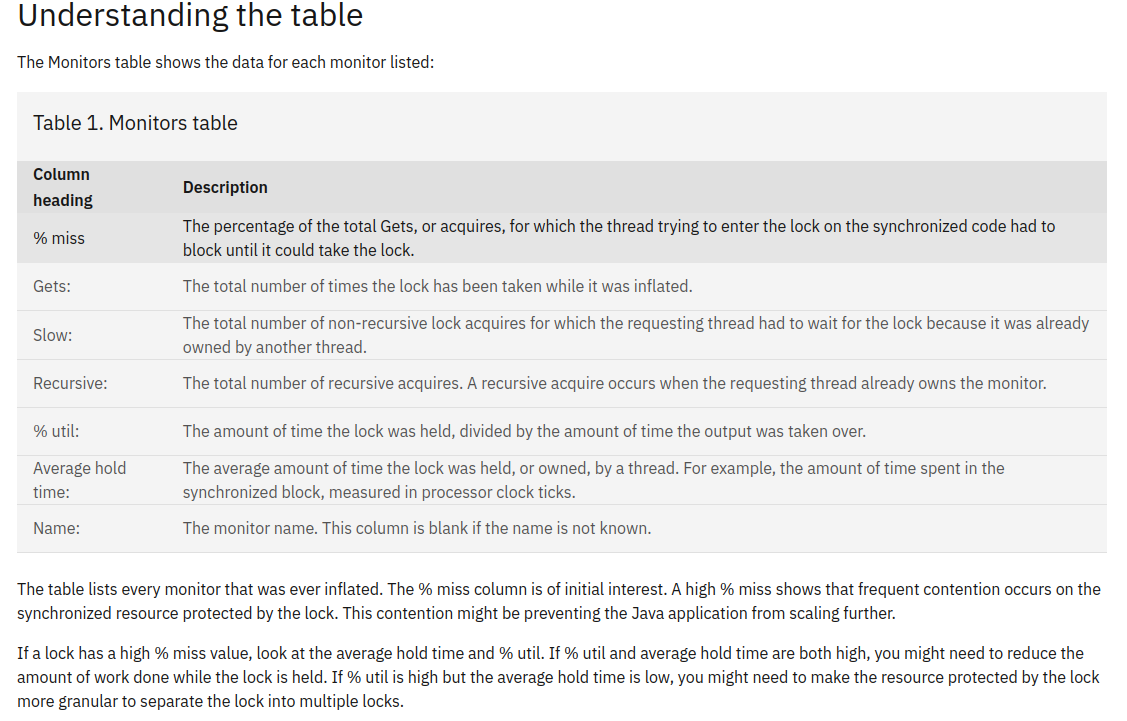 Understanding the table
The Monitors table shows the data for each monitor listed:
Table 1. Monitors table
Column
heading
Description
% miss
The percentage of the total Gets, or acquires, for which the thread trying to enter the lock on the synchronized code had to
block until it could take the lock.
Gets:
The total number of times the lock has been taken while it was inflated.
Slow:
The total number of non-recursive lock acquires for which the requesting thread had to wait for the lock because it was already
owned by another thread.
Recursive:
The total number of recursive acquires. A recursive acquire occurs when the requesting thread already owns the monitor.
% util:
The amount of time the lock was held, divided by the amount of time the output was taken over.
Average hold
time:
The average amount of time the lock was held, or owned, by a thread. For example, the amount of time spent in the
synchronized block, measured in processor clock ticks.
Name:
The monitor name. This column is blank if the name is not known.
The table lists every monitor that was ever inflated. The % miss column is of initial interest. A high % miss shows that frequent contention occurs on the
synchronized resource protected by the lock. This contention might be preventing the Java application from scaling further.
If a lock has a high % miss value, look at the average hold time and % util. If % util and average hold time are both high, you might need to reduce the
amount of work done while the lock is held. If % util is high but the average hold time is low, you might need to make the resource protected by the lock
more granular to separate the lock into multiple locks.